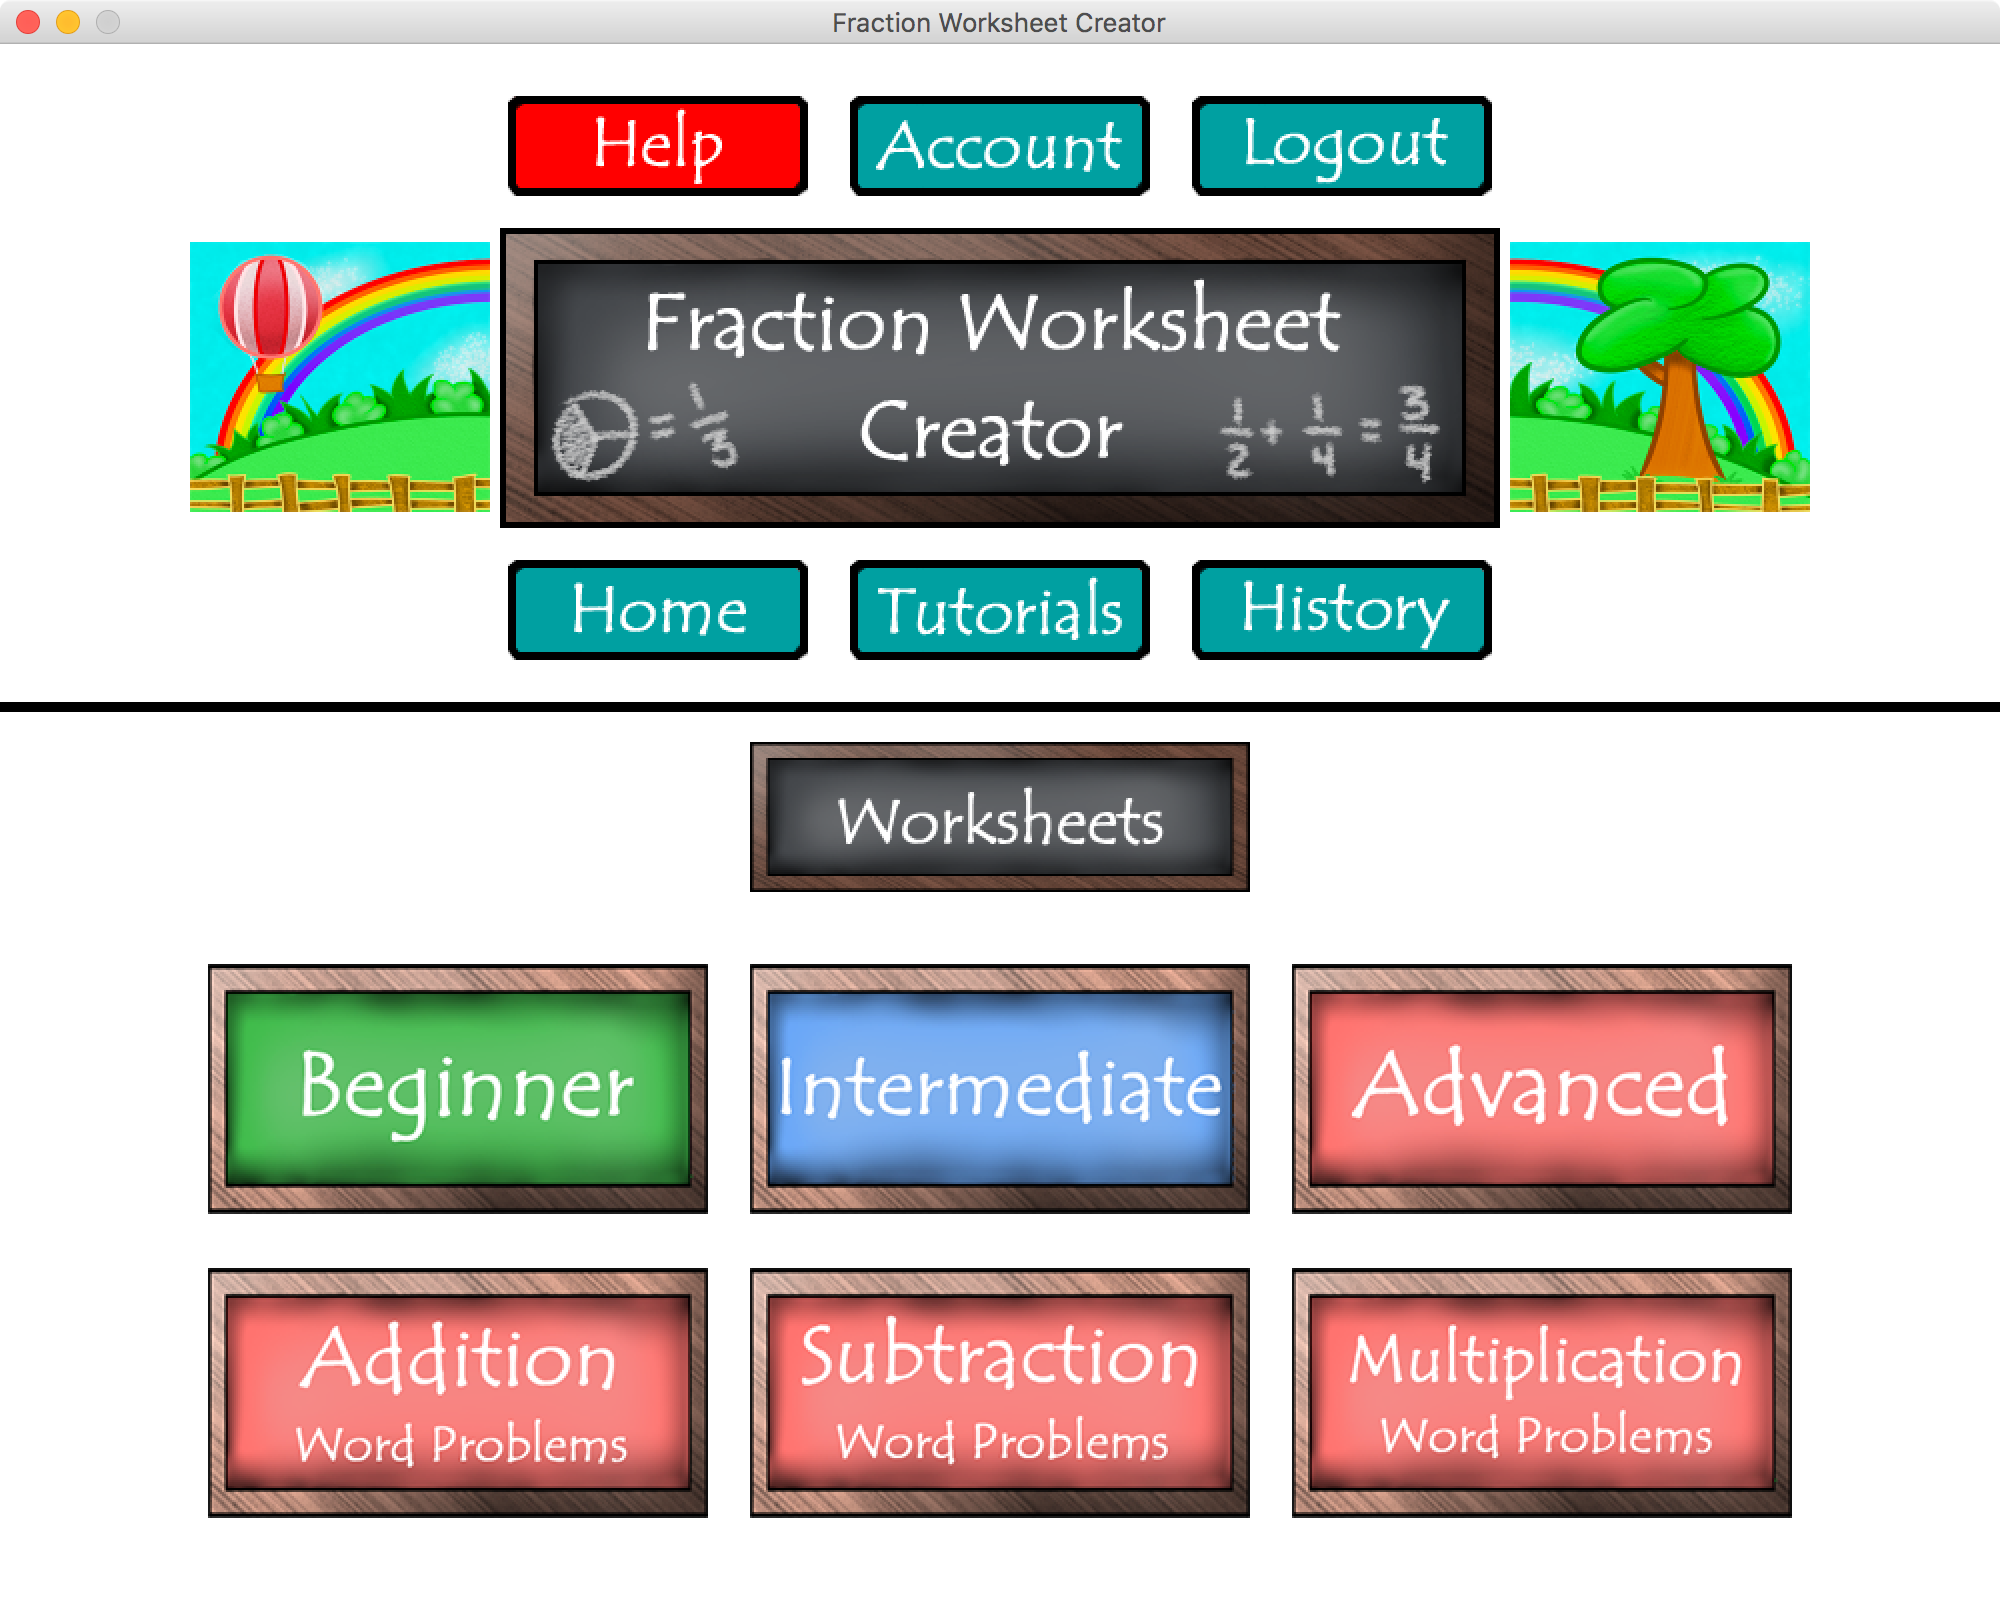 Fraction Worksheet Creator
Help
Account
Logout
Fraction Worksheet
Creator
= 1/3
1/2 + 1/4 = 3/4
Home
Tutorials
History
Worksheets
Beginner
Intermediate
Advanced
Addition
Word Problems
Subtraction
Word Problems
Multiplication
Word Problems